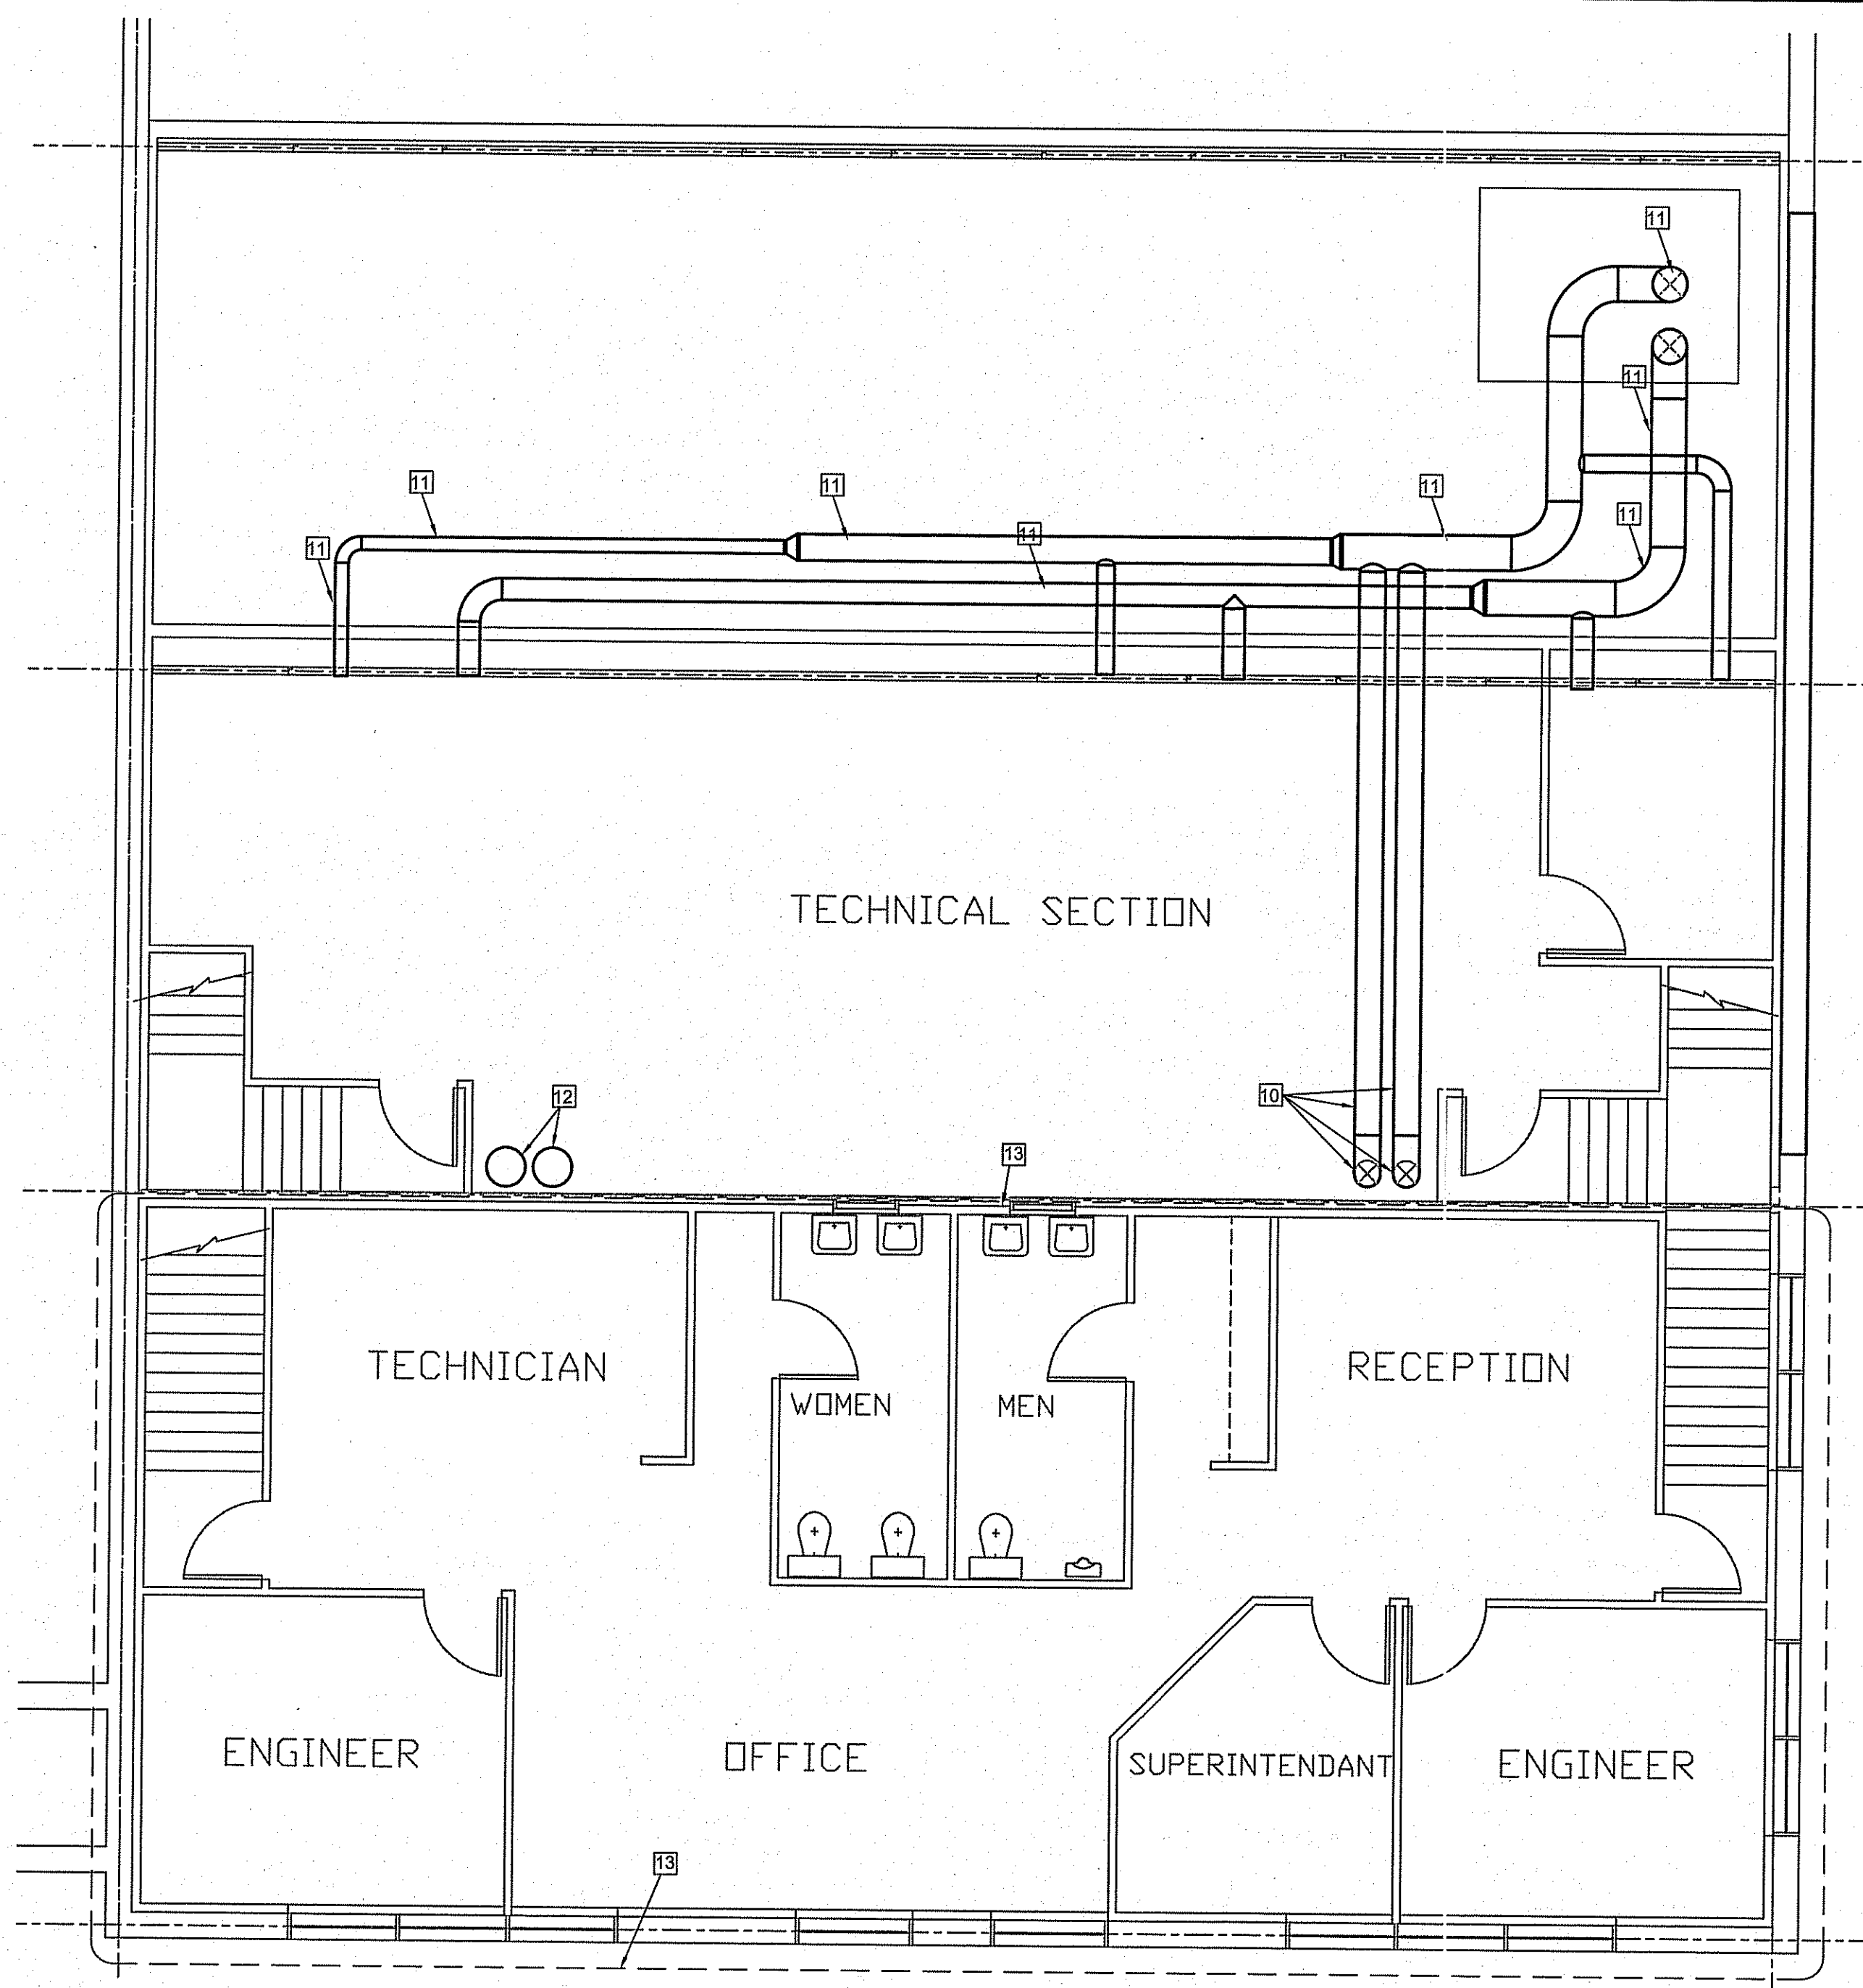 11
11
11
11
11
11
11
11
TECHNICAL SECTION
12
10
13
TECHNICIAN
WOMEN
MEN
RECEPTION
ENGINEER
OFFICE
SUPERINTENDANT
ENGINEER
13